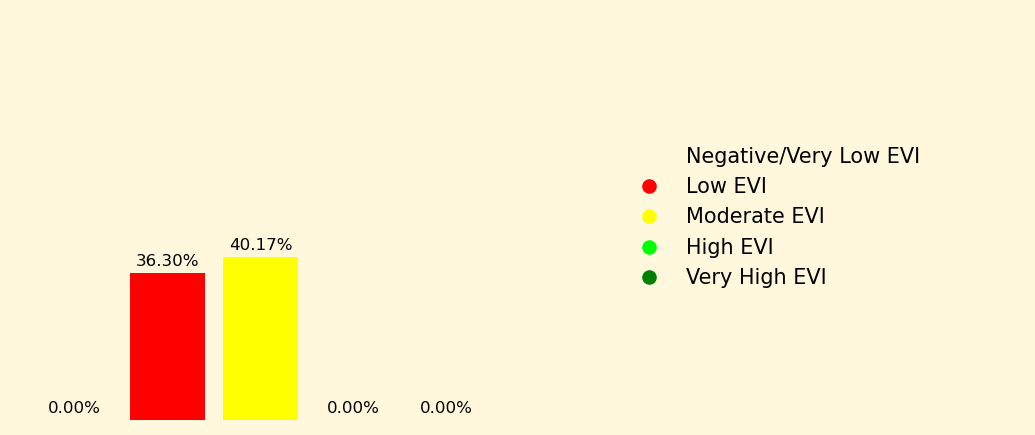 40.17%
36.30%
0.00%
0.00%
0.00%
Negative/Very Low EVI
Low EVI
Moderate EVI
High EVI
Very High EVI